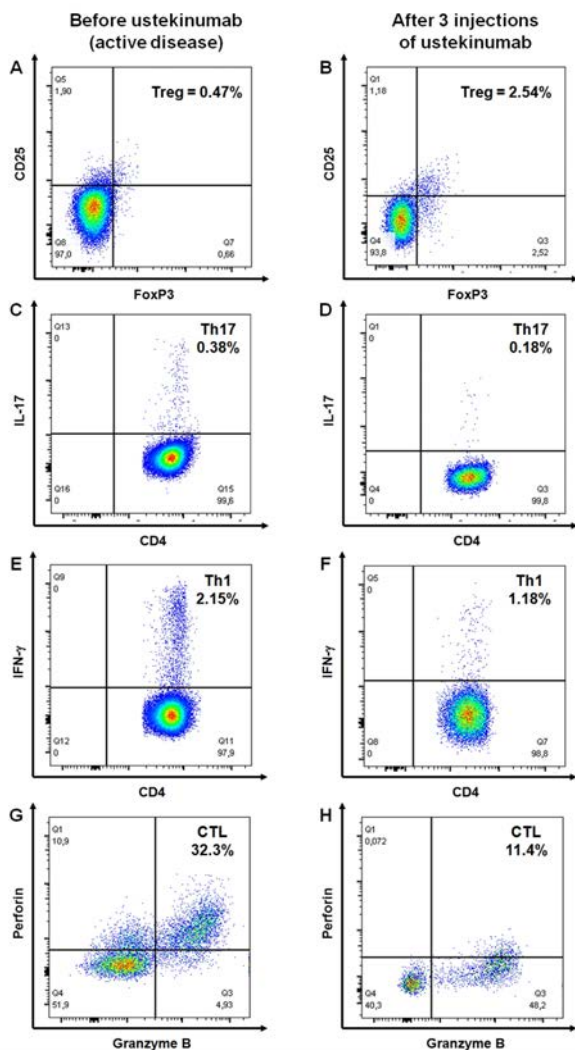 Before ustekinumab
(active disease)
After 3 injections
of ustekinumab
A
Q5
1,90
Treg = 0.47%
CD25
Q8
97,0
Q7
0,66
FoxP3
B
Q1
1,18
Treg = 2.54%
CD25
Q4
93,8
Q3
2,52
FoxP3
C
Q13
0
Th17
0.38%
IL-17
Q16
0
Q15
99,6
CD4
D
Q1
0
Th17
0.18%
IL-17
Q4
0
Q3
99,8
CD4
E
Q9
0
Th1
2.15%
IFN-γ
Q12
0
Q11
97,9
CD4
F
Q5
0
Th1
1.18%
IFN-γ
Q8
0
Q7
98,8
CD4
G
Q1
10,9
CTL
32.3%
Perforin
Q4
51,9
Q3
4,93
Granzyme B
H
Q1
0,072
CTL
11.4%
Perforin
Q4
40,3
Q3
48,2
Granzyme B